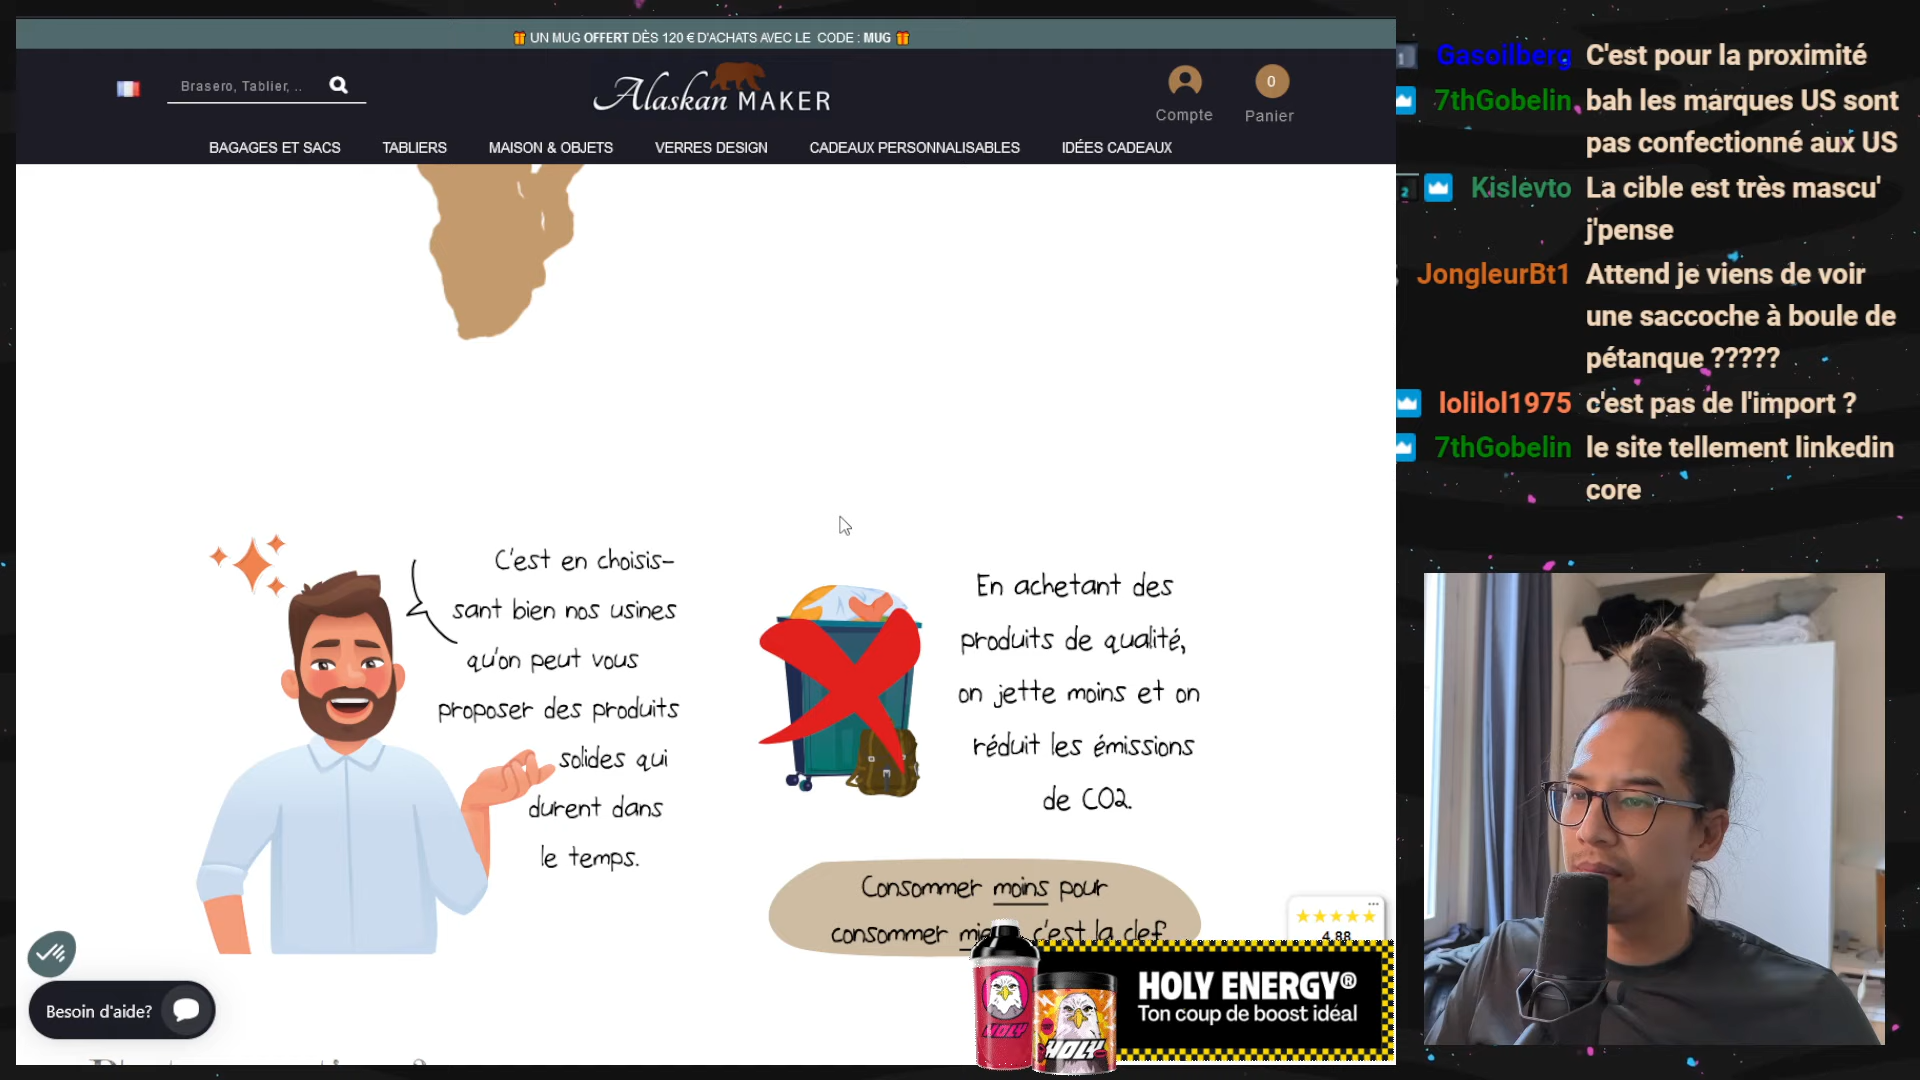 UN MUG OFFERT DÈS 120 € D'ACHATS AVEC LE CODE : MUG
Brasero, Tablier, ..
Alaskan MAKER
Compte
0
Panier
BAGAGES ET SACS
TABLIERS
MAISON & OBJETS
VERRES DESIGN
CADEAUX PERSONNALISABLES
IDÉES CADEAUX
C'est en choisis-
sant bien nos usines
qu'on peut vous
proposer des produits
solides qui
durent dans
le temps.
En achetant des
produits de qualité,
on jette moins et on
réduit les émissions
de CO2.
Consommer moins pour
consommer c'est la clef
4.88
Besoin d'aide?
HOLY ENERGY®
Ton coup de boost idéal
HOLY
HOLY
Gasoilberg C'est pour la proximité
7thGobelin bah les marques US sont
pas confectionné aux US
2 Kislevto La cible est très mascu'
j'pense
JongleurBt1 Attend je viens de voir
une saccoche à boule de
pétanque ?????
lolilol1975 c'est pas de l'import ?
7thGobelin le site tellement linkedin
core